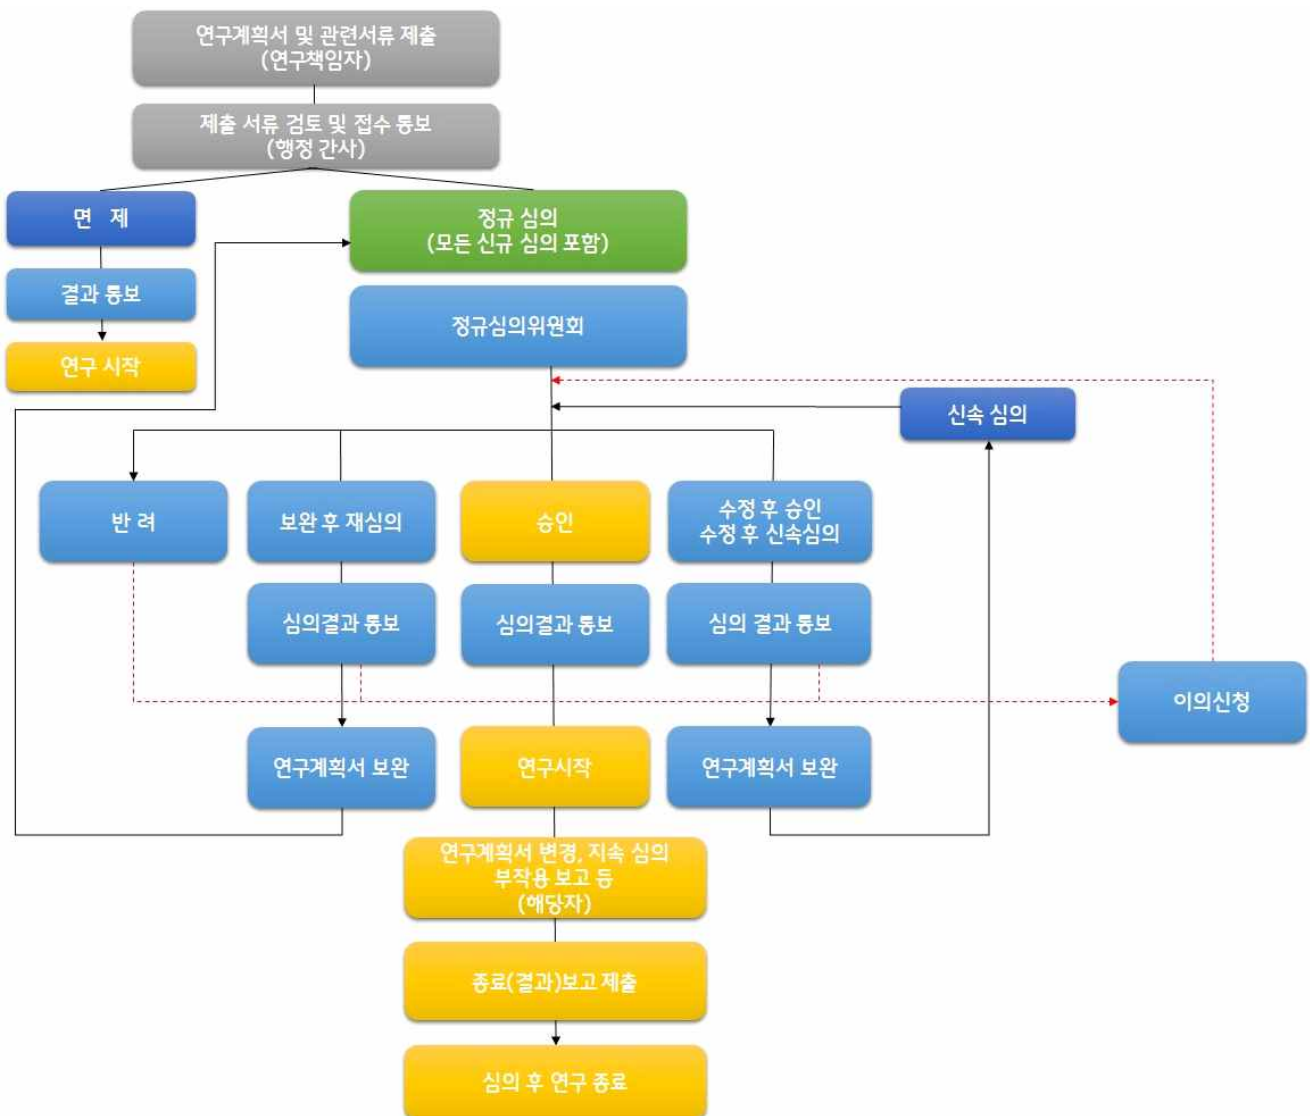 연구계획서 및 관련서류 제출
(연구책임자)
제출 서류 검토 및 접수 통보
(행정 간사)
면 제
정규 심의
(모든 신규 심의 포함)
결과 통보
정규심의위원회
연구 시작
신속 심의
반 려
보완 후 재심의
승인
수정 후 승인
수정 후 신속심의
심의결과 통보
심의결과 통보
심의 결과 통보
이의신청
연구계획서 보완
연구시작
연구계획서 보완
연구계획서 변경, 지속 심의
부작용 보고 등
(해당자)
종료(결과)보고 제출
심의 후 연구 종료